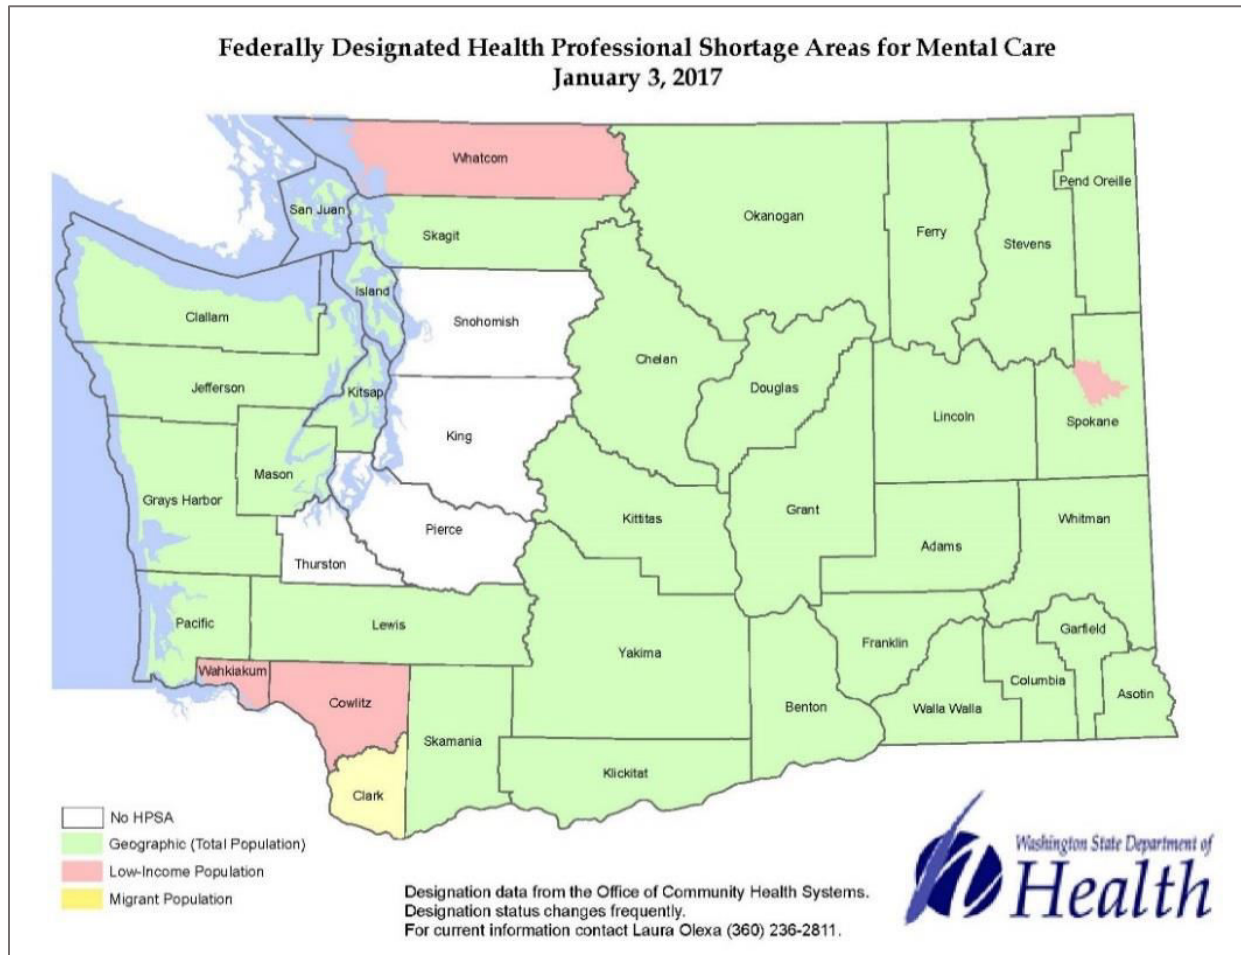 Federally Designated Health Professional Shortage Areas for Mental Care
January 3, 2017
Whatcom
San Juan
Skagit
Okanogan
Ferry
Stevens
Pend Oreille
Island
Snohomish
Clallam
Chelan
Jefferson
Kitsap
Douglas
King
Lincoln
Spokane
Mason
Grays Harbor
Kittitas
Grant
Whitman
Pierce
Adams
Thurston
Pacific
Lewis
Yakima
Franklin
Garfield
Wahkiakum
Cowlitz
Columbia
Asotin
Benton
Walla Walla
Skamania
Klickitat
Clark
No HPSA
Geographic (Total Population)
Low-Income Population
Migrant Population
Designation data from the Office of Community Health Systems.
Designation status changes frequently.
For current information contact Laura Olexa (360) 236-2811.
Washington State Department of
Health